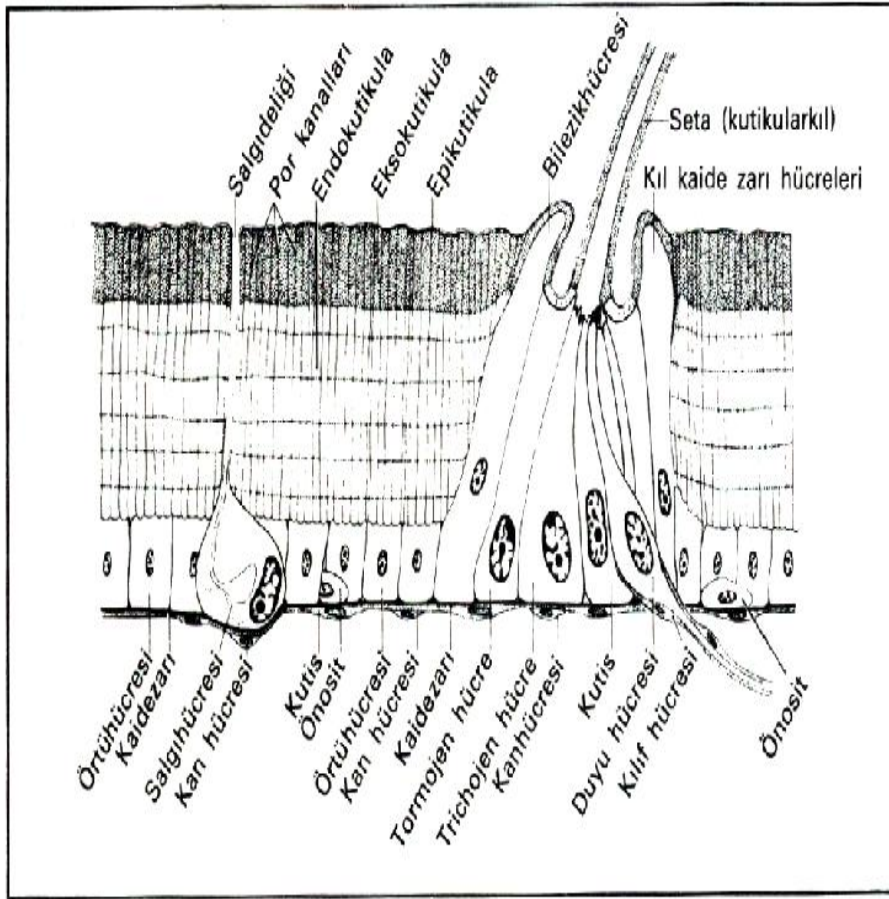 Salgıdeliği
Por kanalları
Endokutikula
Eksokutikula
Epikutikula
Bilezikhücresi
Seta (kutikularkıl)
Kıl kaide zarı hücreleri
Örtühücresi
Kaidezarı
Salgıhücresi
Kan hücresi
Kutis
Önosit
Örtühücresi
Kan hücresi
Kaidezarı
Tormojen hücre
Trichojen hücre
Kanhücresi
Kutis
Duyu hücresi
Kılıf hücresi
Önosit